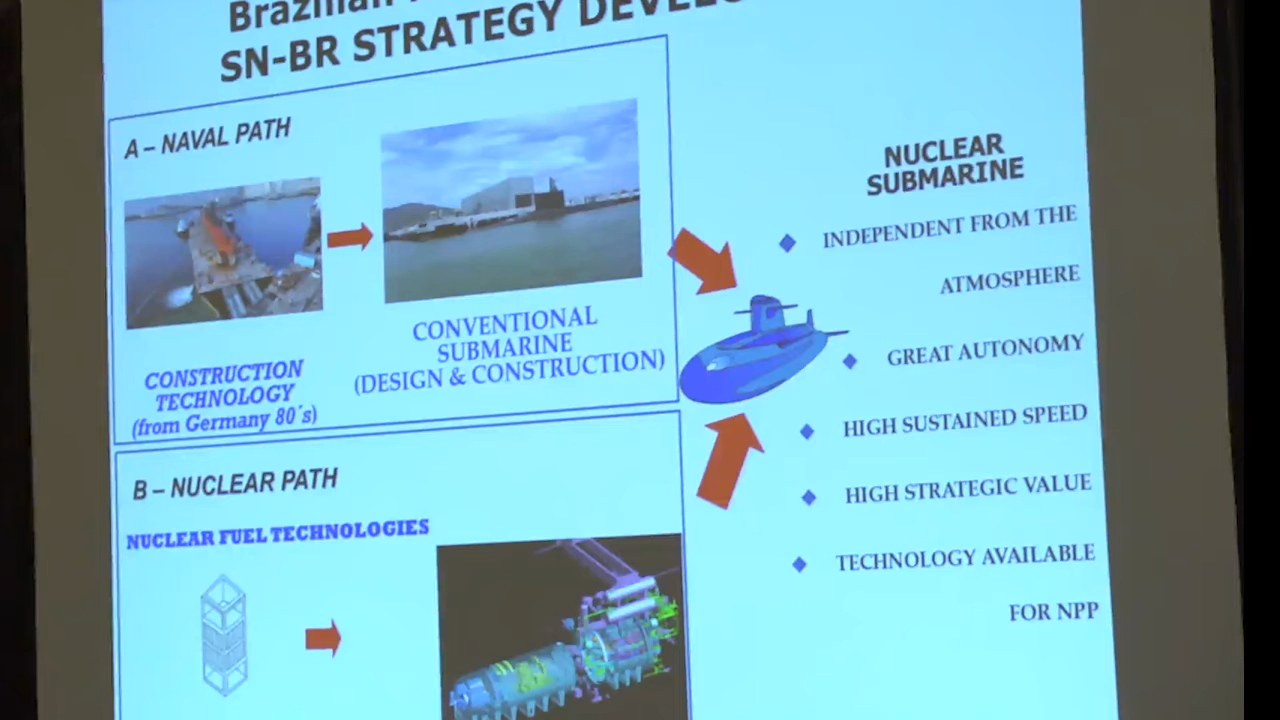 Brazilian
SN-BR STRATEGY
A – NAVAL PATH
CONSTRUCTION
TECHNOLOGY
(from Germany 80´s)
CONVENTIONAL
SUBMARINE
(DESIGN & CONSTRUCTION)
B – NUCLEAR PATH
NUCLEAR FUEL TECHNOLOGIES
NUCLEAR
SUBMARINE
INDEPENDENT FROM THE
ATMOSPHERE
GREAT AUTONOMY
HIGH SUSTAINED SPEED
HIGH STRATEGIC VALUE
TECHNOLOGY AVAILABLE
FOR NPP